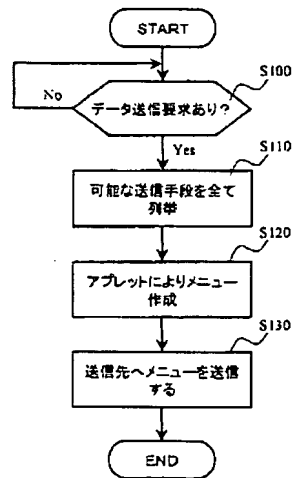 START
S100
データ送信要求あり?
No
Yes
S110
可能な送信手段を全て
列挙
S120
アプレットによりメニュー
作成
S130
送信先へメニューを送信
する
END